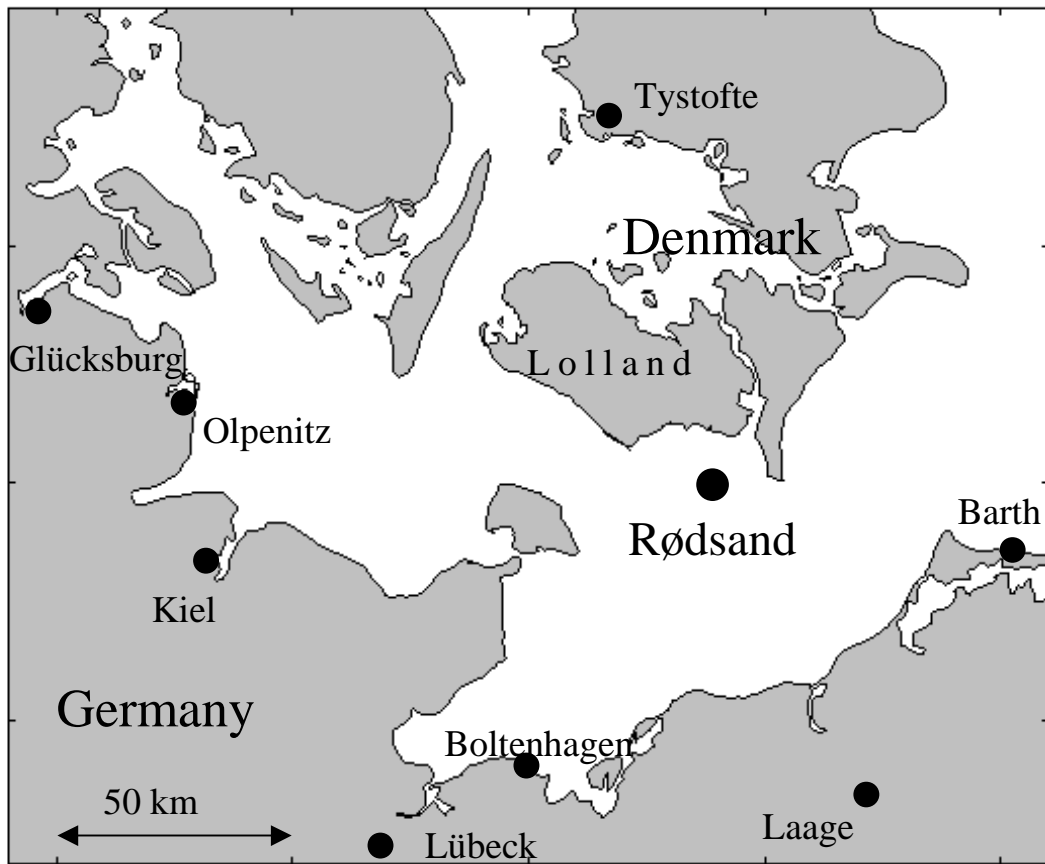 Tystofte
Denmark
Glücksburg
Lolland
Olpenitz
Barth
Rødsand
Kiel
Germany
Boltenhagen
50 km
Laage
Lübeck